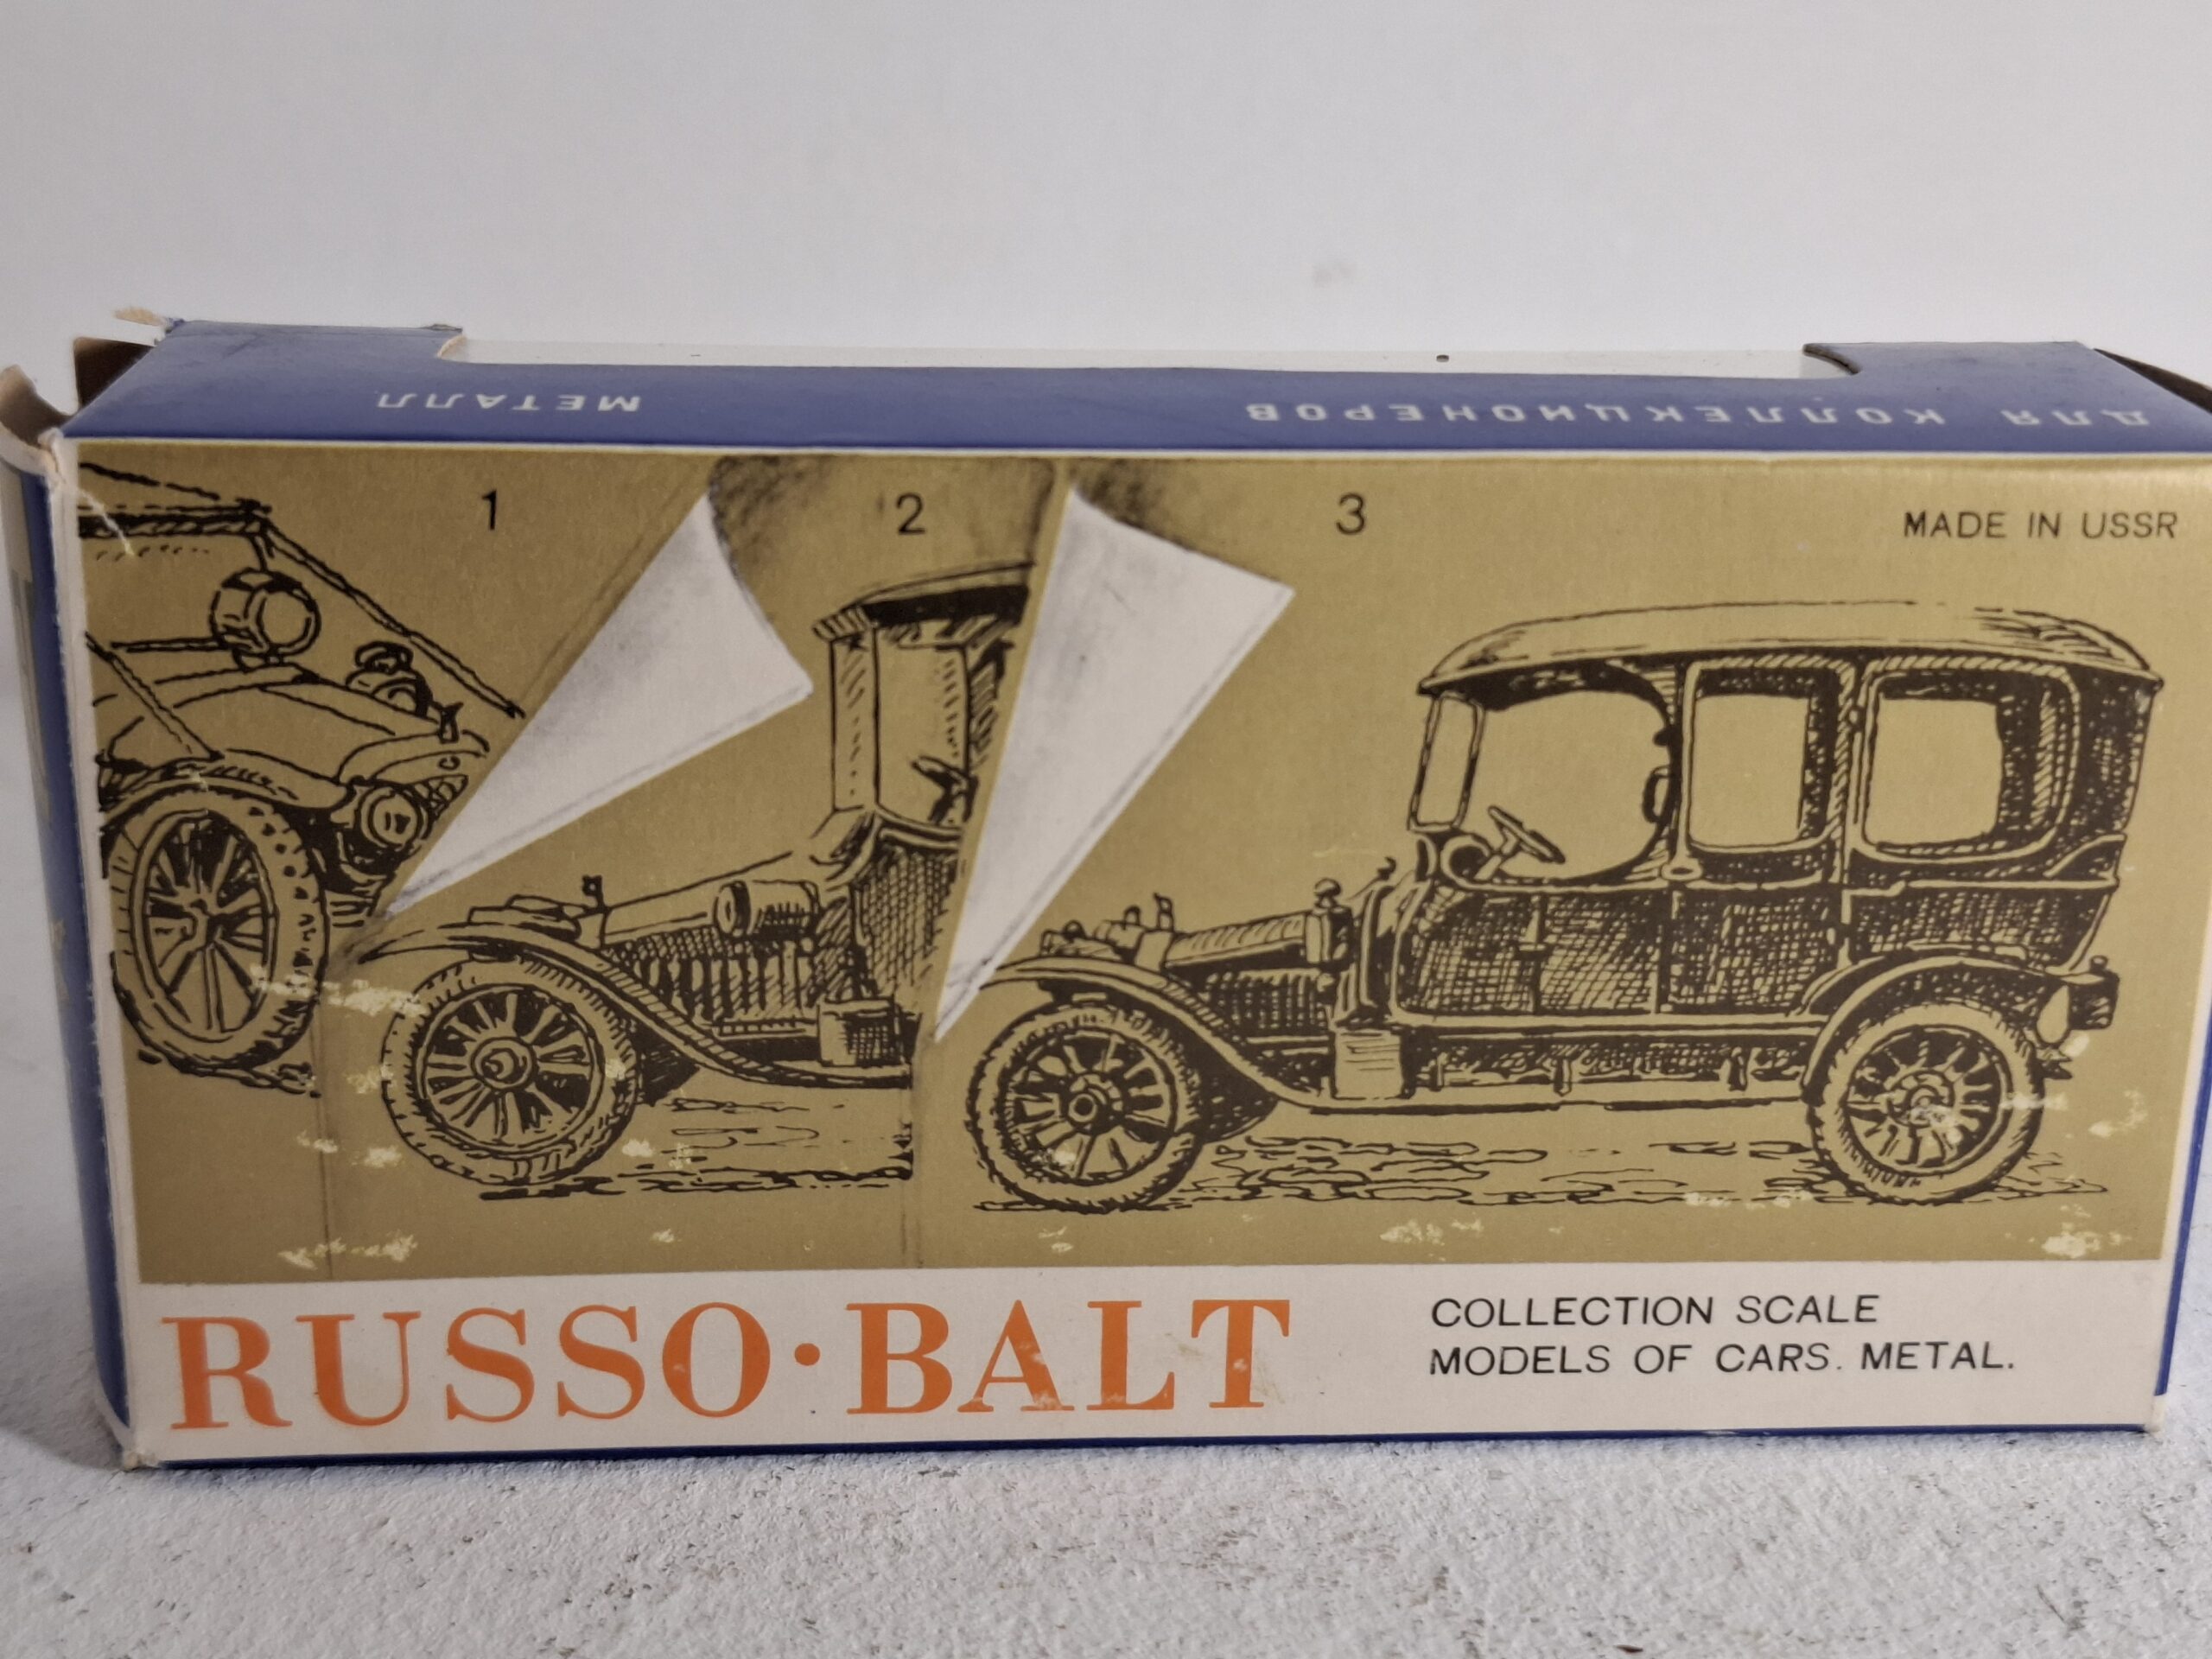 МЕТАЛЛ
ДЛЯ КОЛЛЕКЦИОНЕРОВ
1
2
3
MADE IN USSR
RUSSO·BALT
COLLECTION SCALE
MODELS OF CARS. METAL.